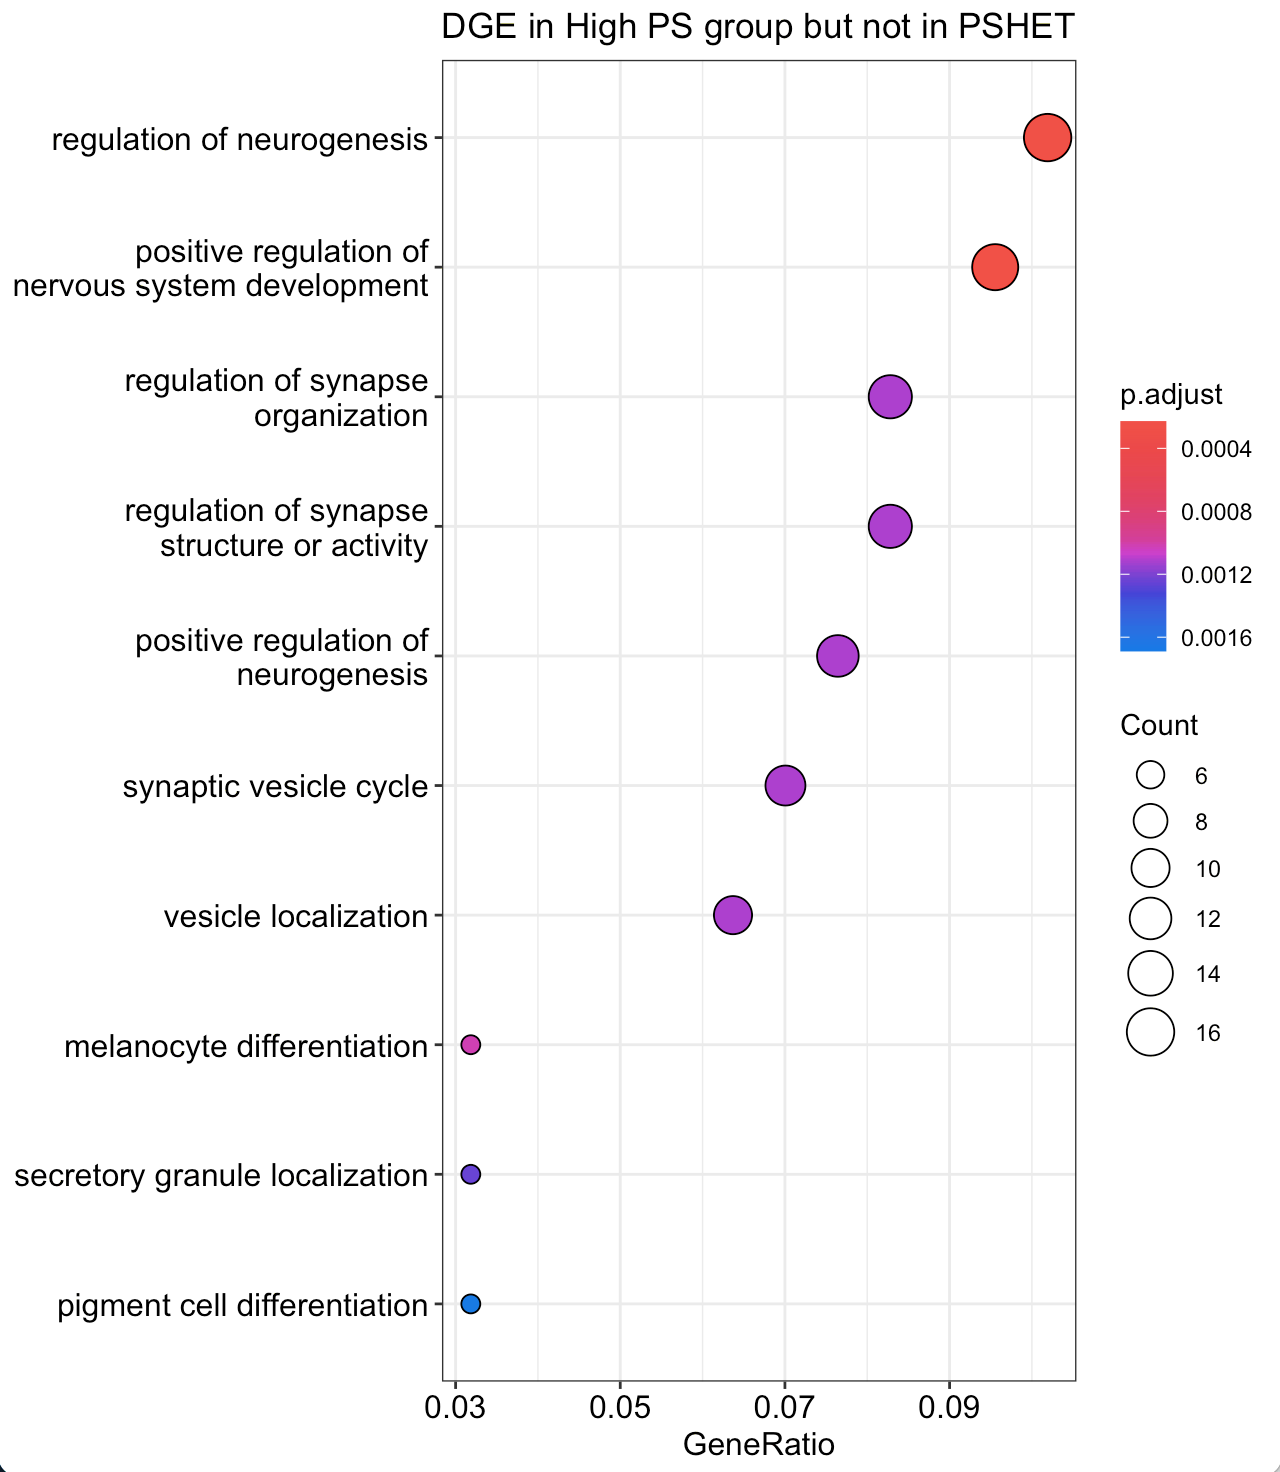 DGE in High PS group but not in PSHET
regulation of neurogenesis
positive regulation of
nervous system development
regulation of synapse
organization
regulation of synapse
structure or activity
positive regulation of
neurogenesis
synaptic vesicle cycle
vesicle localization
melanocyte differentiation
secretory granule localization
pigment cell differentiation
0.03 0.05 0.07 0.09
GeneRatio
p.adjust
0.0004
0.0008
0.0012
0.0016
Count
6
8
10
12
14
16